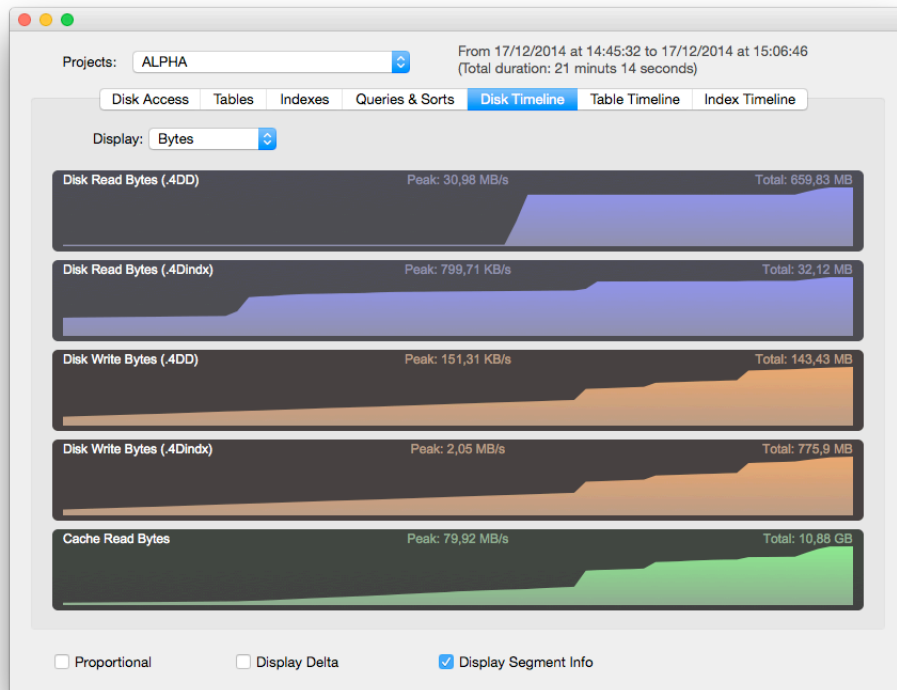 Projects: ALPHA
From 17/12/2014 at 14:45:32 to 17/12/2014 at 15:06:46
(Total duration: 21 minuts 14 seconds)
Disk Access Tables Indexes Queries & Sorts Disk Timeline Table Timeline Index Timeline
Display: Bytes
Disk Read Bytes (.4DD) Peak: 30,98 MB/s Total: 659,83 MB
Disk Read Bytes (.4Dindx) Peak: 799,71 KB/s Total: 32,12 MB
Disk Write Bytes (.4DD) Peak: 151,31 KB/s Total: 143,43 MB
Disk Write Bytes (.4Dindx) Peak: 2,05 MB/s Total: 775,9 MB
Cache Read Bytes Peak: 79,92 MB/s Total: 10,88 GB
Proportional Display Delta Display Segment Info